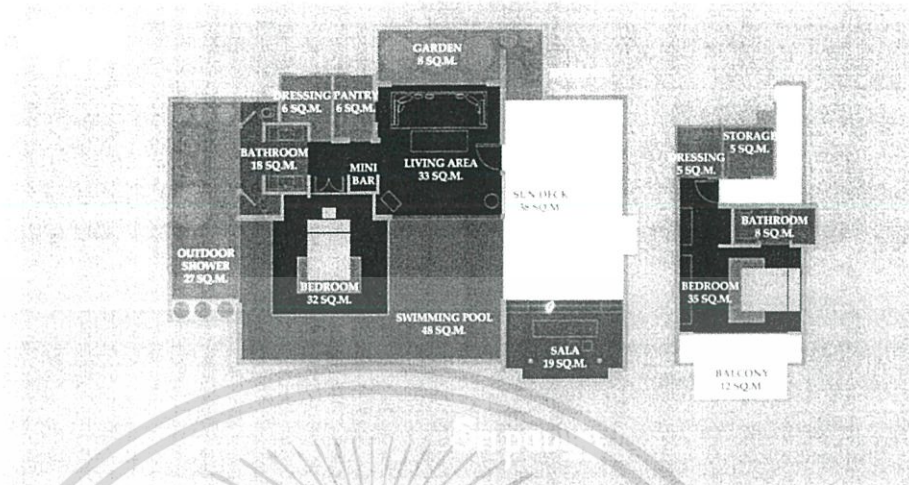 GARDEN
8 SQ.M.
DRESSING
6 SQ.M.
PANTRY
6 SQ.M.
BATHROOM
18 SQ.M.
MINI
BAR
LIVING AREA
33 SQ.M.
SUN DECK
OUTDOOR
SHOWER
27 SQ.M.
BEDROOM
32 SQ.M.
SWIMMING POOL
48 SQ.M.
SALA
19 SQ.M.
STORAGE
5 SQ.M.
DRESSING
5 SQ.M.
BATHROOM
8 SQ.M.
BEDROOM
35 SQ.M.
BALCONY
12 SQ.M